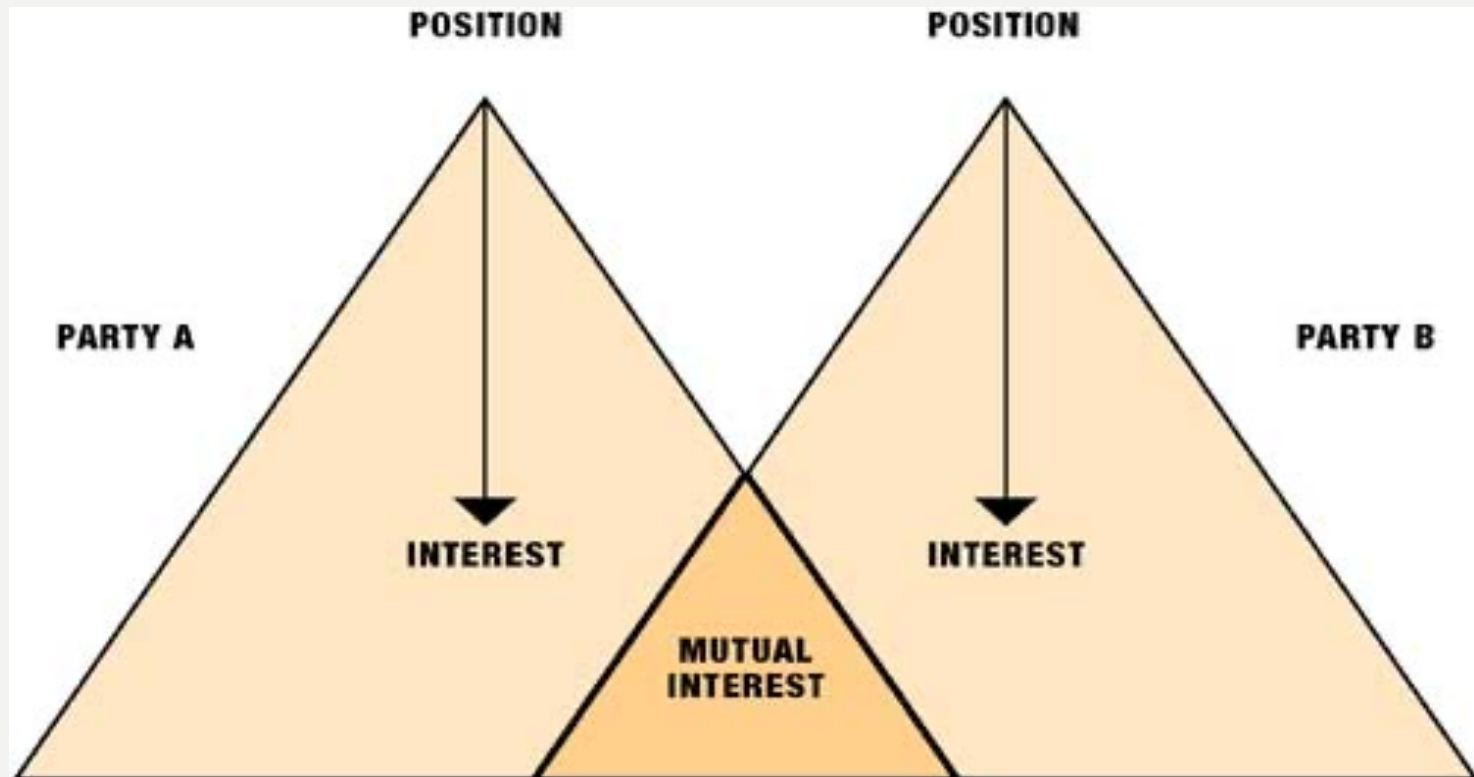 POSITION
POSITION
PARTY A
PARTY B
INTEREST
INTEREST
MUTUAL
INTEREST